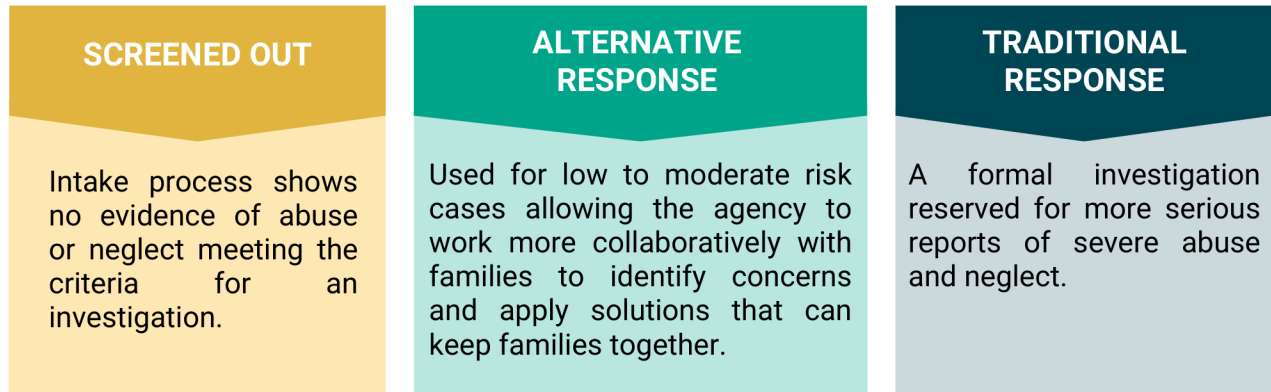 SCREENED OUT
Intake process shows
no evidence of abuse
or neglect meeting the
criteria for an
investigation.
ALTERNATIVE
RESPONSE
Used for low to moderate risk
cases allowing the agency to
work more collaboratively with
families to identify concerns
and apply solutions that can
keep families together.
TRADITIONAL
RESPONSE
A formal investigation
reserved for more serious
reports of severe abuse
and neglect.